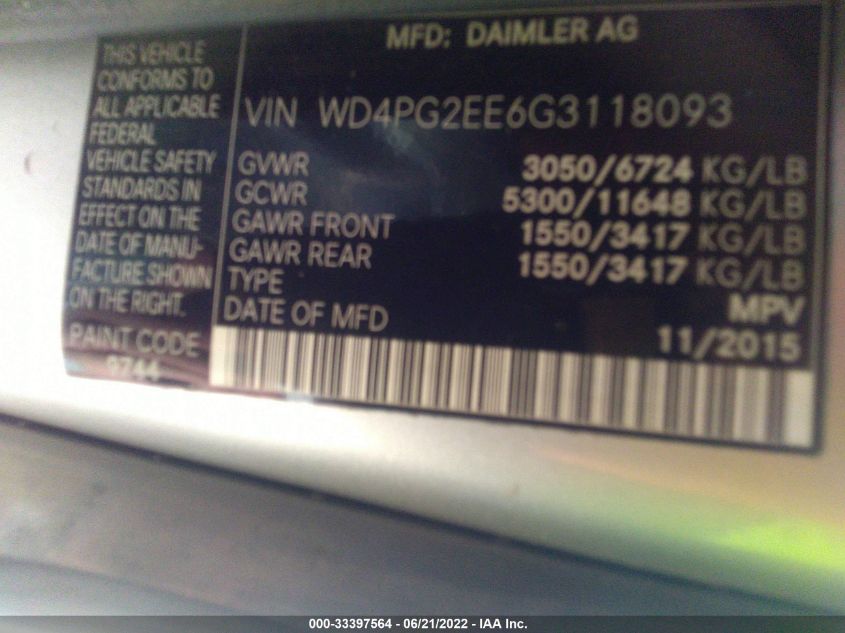 MFD: DAIMLER AG
THIS VEHICLE
CONFORMS TO
ALL APPLICABLE
FEDERAL
VEHICLE SAFETY
STANDARDS IN
EFFECT ON THE
DATE OF MANU-
FACTURE SHOWN
ON THE RIGHT.
PAINT CODE
9744
VIN WD4PG2EE6G3118093
GVWR 3050/6724 KG/LB
GCWR 5300/11648 KG/LB
GAWR FRONT 1550/3417 KG/LB
GAWR REAR 1550/3417 KG/LB
TYPE MPV
DATE OF MFD 11/2015
000-33397564 - 06/21/2022 - IAA Inc.